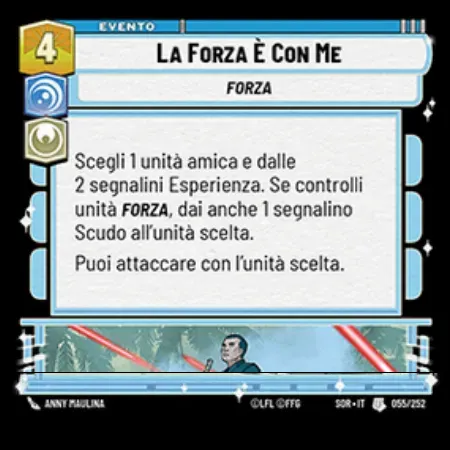 EVENTO
4
LA FORZA È CON ME
FORZA
Scegli 1 unità amica e dalle
2 segnalini Esperienza. Se controlli
unità FORZA, dai anche 1 segnalino
Scudo all'unità scelta.
Puoi attaccare con l'unità scelta.
ANNY MAULINA
©LFL ©FFG
SOR • IT
055/252